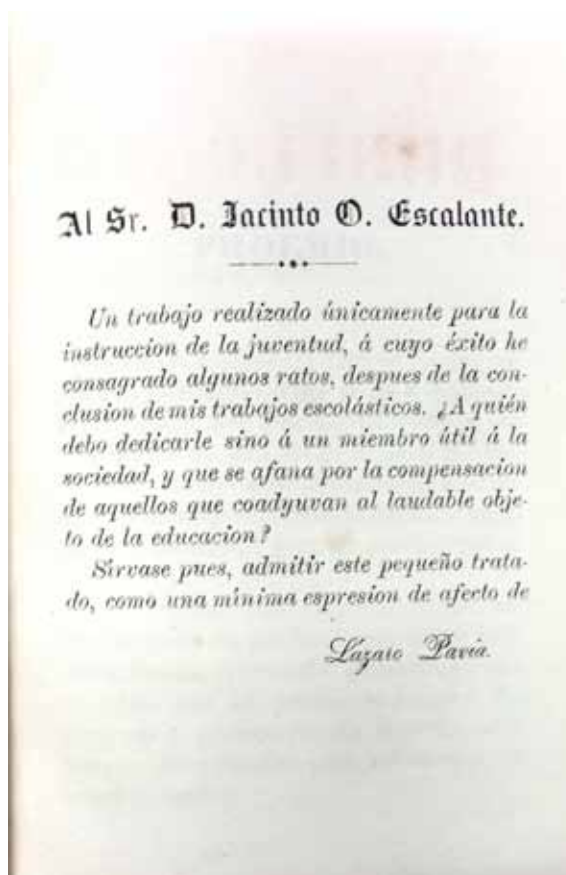 Al Sr. D. Jacinto O. Escalante.
Un trabajo realizado únicamente para la
instruccion de la juventud, á cuyo éxito he
consagrado algunos ratos, despues de la con-
clusion de mis trabajos escolásticos. ¿A quién
debo dedicarle sino á un miembro útil á la
sociedad, y que se afana por la compensacion
de aquellos que coadyuvan al laudable obje-
to de la educacion?
Sírvase pues, admitir este pequeño trata-
do, como una mínima espresion de afecto de
Lázaro Pavía.